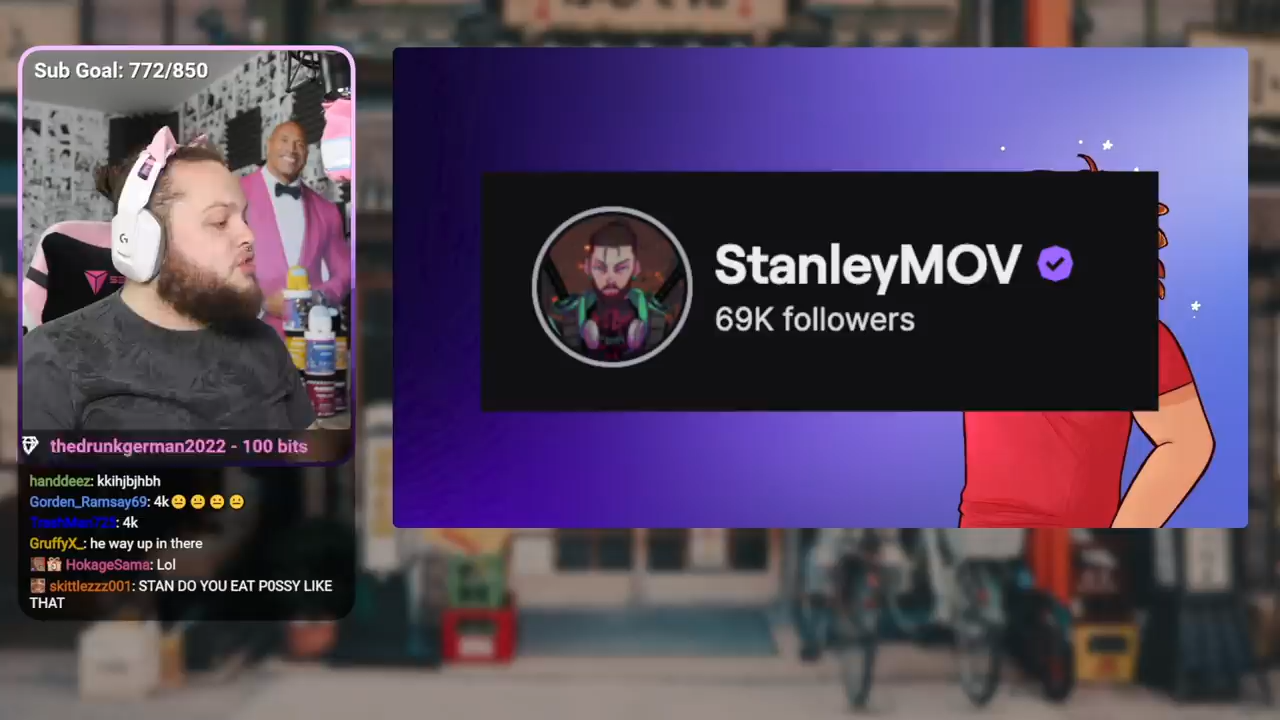 Sub Goal: 772/850
StanleyMOV
69K followers
thedrunkgerman2022 - 100 bits
handdeez: kkihjbjhbh
Gorden_Ramsay69: 4k😐 😐 😐 😐
TrashMan723: 4k
GruffyX_: he way up in there
HokageSama: Lol
skittlezzz001: STAN DO YOU EAT P0SSY LIKE
THAT